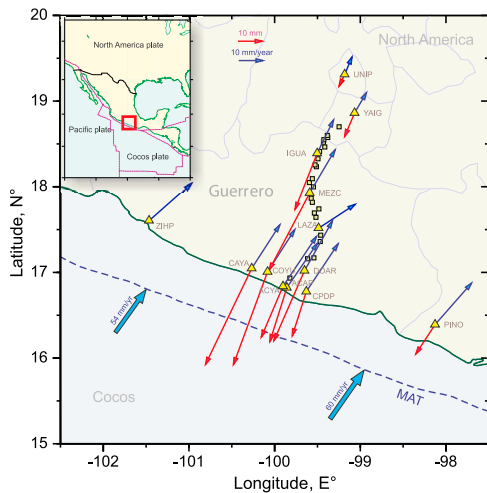 10 mm
10 mm/year
North America
North America plate
Pacific plate
Cocos plate
UNIP
YAIG
IGUA
MEZC
Guerrero
LAZA
ZIHP
CAYA
COYU
DOAR
ACYA
ACAP
CPDP
PINO
54 mm/yr
60 mm/yr
MAT
Cocos
Latitude, N°
20
19
18
17
16
15
-102
-101
-100
-99
-98
Longitude, E°